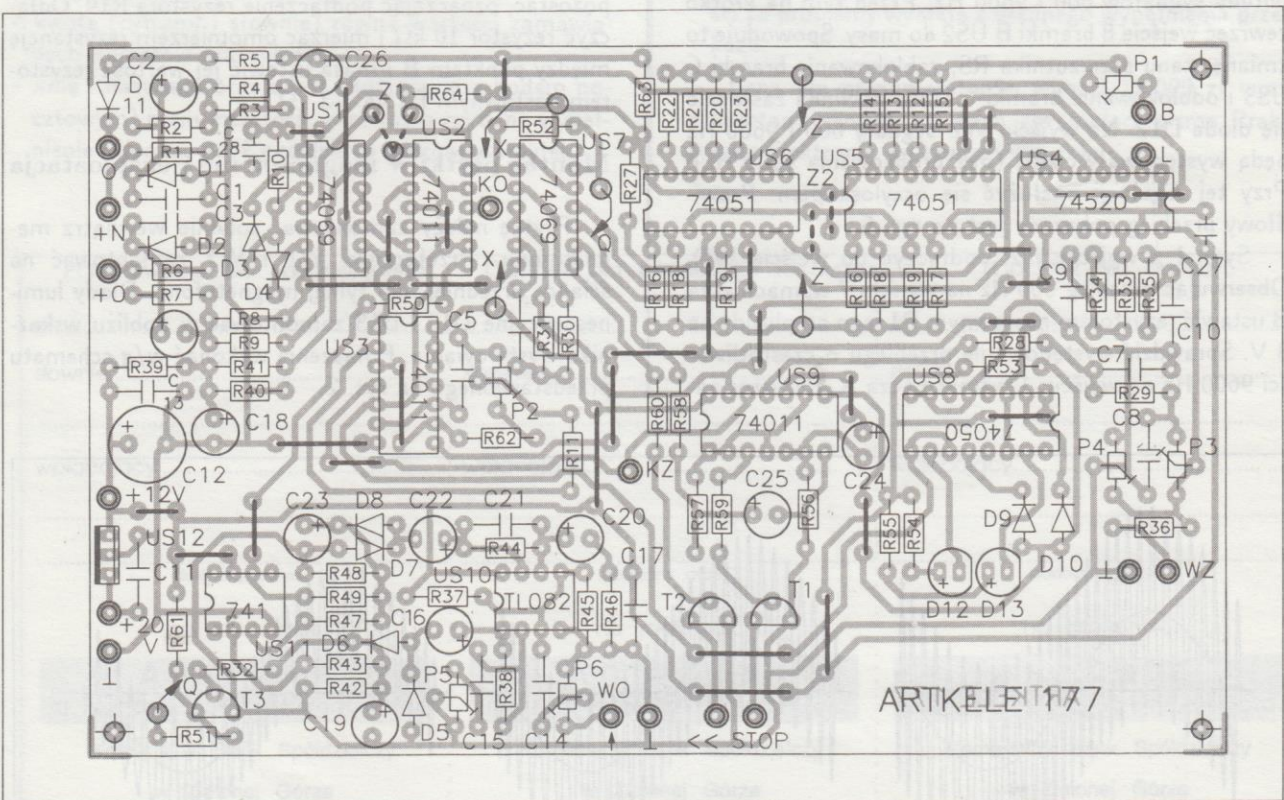 C2
D
11
R5
R4
R3
C26
US1
Z1
R64
US2
X
R52
US7
R63
R22
R21
R20
R23
Z
R14
R13
R12
R15
P1
B
L
R2
R1
O
C
28
R10
D1
C1
C3
74069
74011
KO
74069
R27
Q
US6
74051
US5
Z2
74051
US4
74520
+N
D2
D3
R6
R7
+O
D4
X
R16
R18
R19
Z
R16
R18
R19
R17
C9
R34
R33
R35
C27
C10
R8
R9
R41
R40
R39
C
13
R50
C5
US3
74011
P2
R31
R30
R62
R11
R60
R58
US9
74011
US8
74050
R28
R53
C7
R29
C8
P4
P3
C18
C12
KZ
C24
C25
R57
R59
R56
R55
R54
D9
D10
R36
+12V
C23
D8
C22
C21
C20
R44
D7
C17
US12
C11
US10
⊥
WZ
741
R48
R49
R47
R37
C16
TL082
R45
R46
T2
T1
D12
D13
+20
V
R61
US11
D6
R43
R42
R32
P5
R38
P6
WO
⊥
Q
T3
R51
C19
D5
C15
C14
⊥
<<
STOP
ARTKELE 177